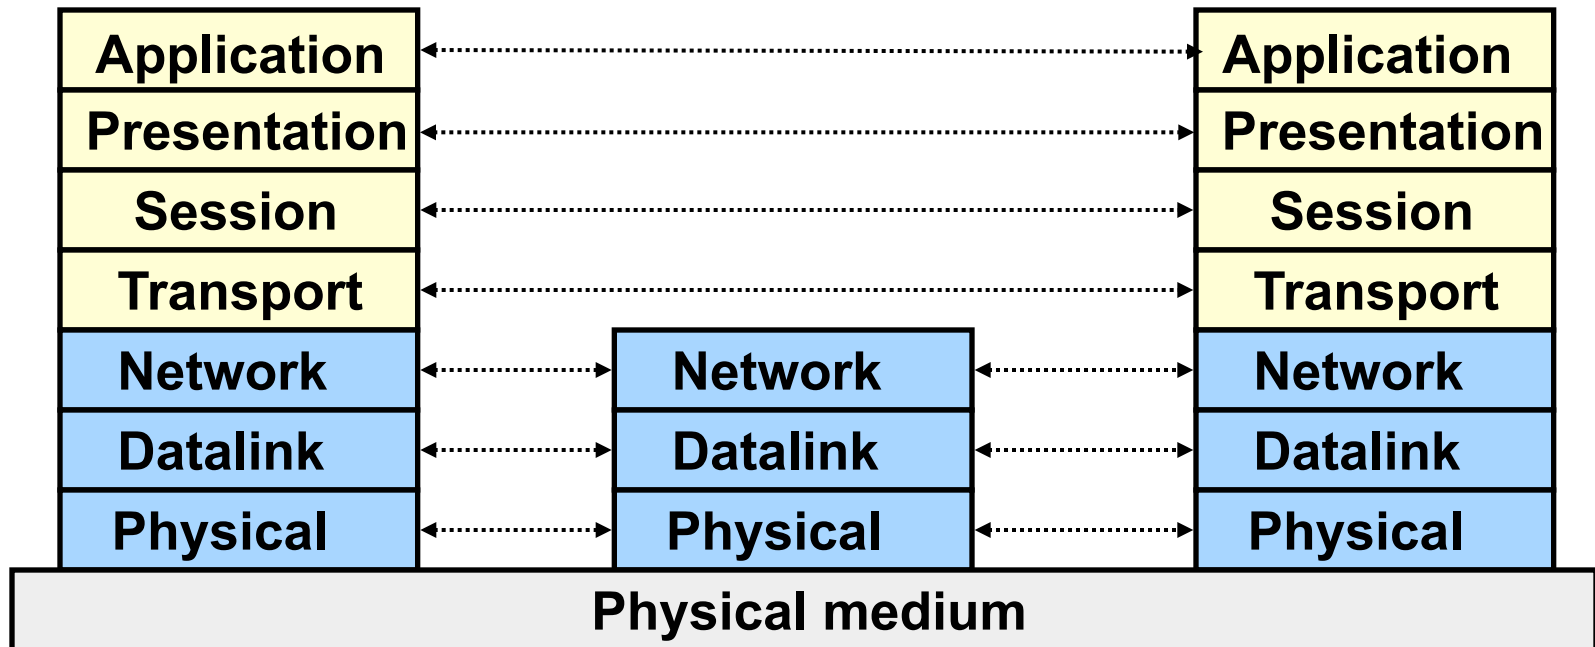 Application Application
Presentation Presentation
Session Session
Transport Transport
Network Network Network
Datalink Datalink Datalink
Physical Physical Physical
Physical medium